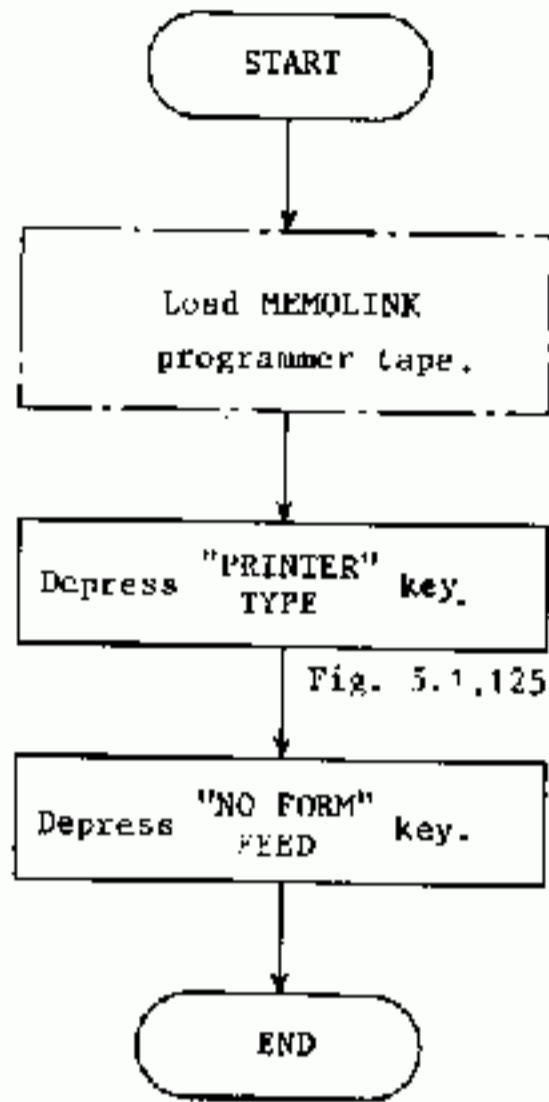 START
Load MEMOLINK
programmer tape.
"PRINTER"
Depress TYPE key.
Fig. 5.1.125
"NO FORM"
Depress FEED key.
END